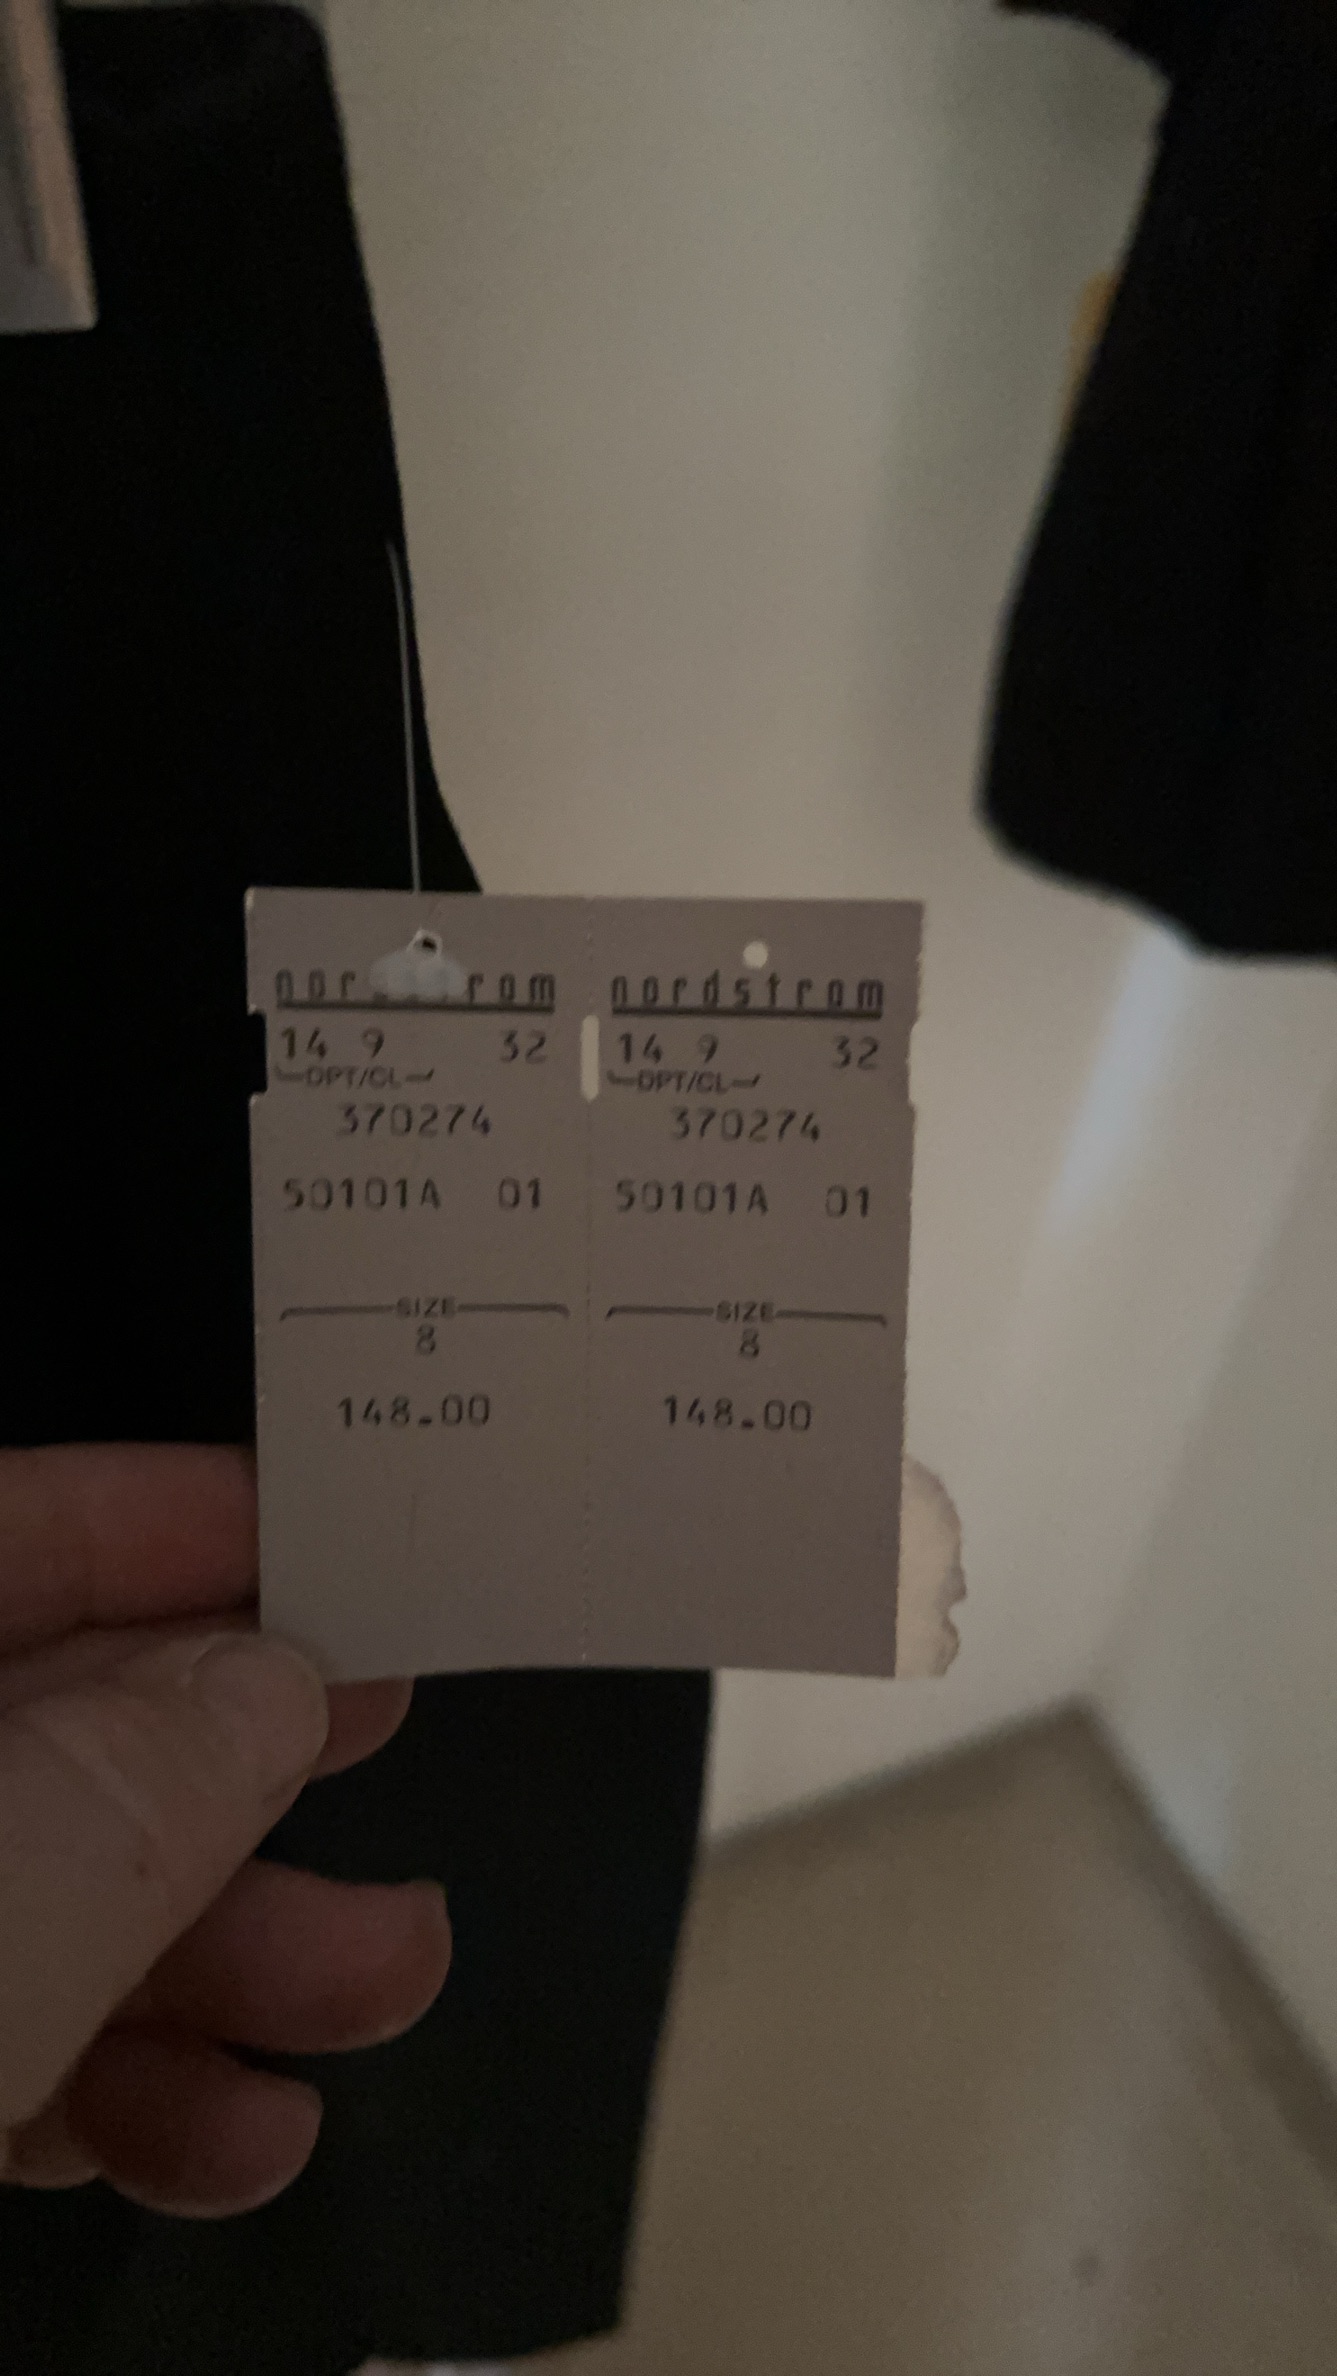 nordstrom
14 9 32
DPT/CL
370274
50101A 01
SIZE
8
148.00
nordstrom
14 9 32
DPT/CL
370274
50101A 01
SIZE
8
148.00